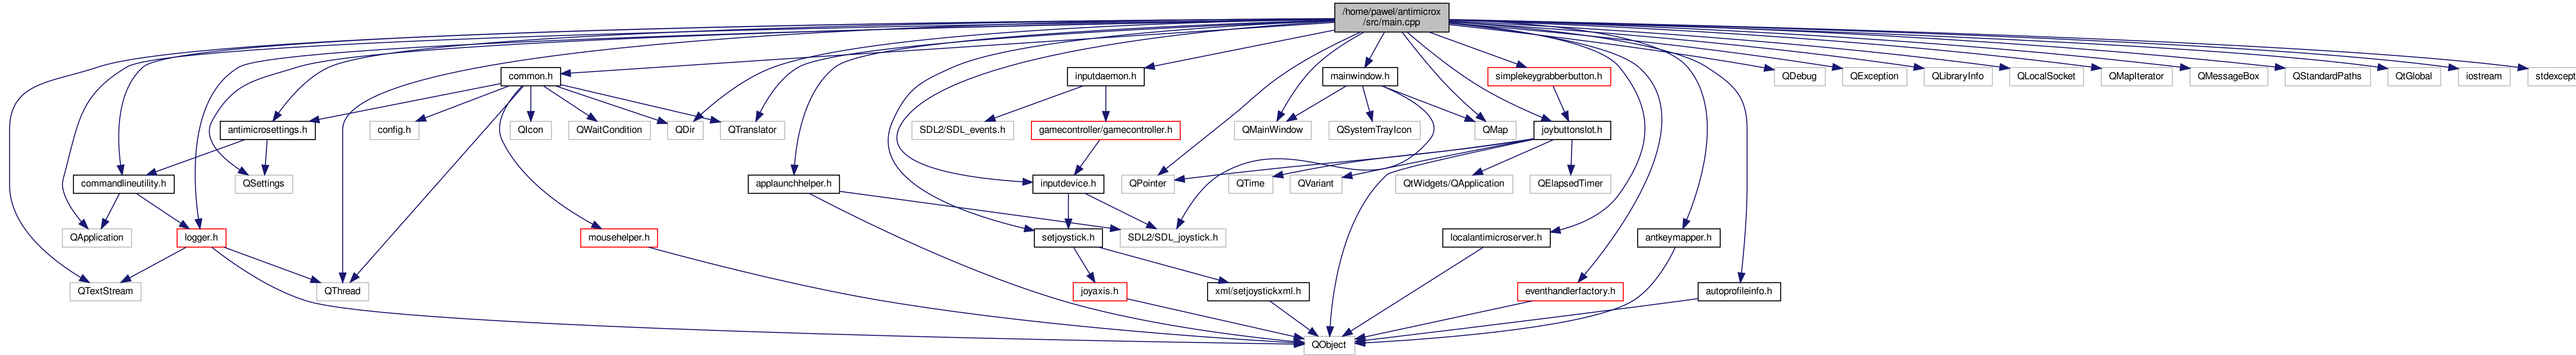 /home/pawel/antimicrox
/src/main.cpp
common.h
inputdaemon.h
mainwindow.h
simplekeygrabberbutton.h
QDebug
QException
QLibraryInfo
QLocalSocket
QMapIterator
QMessageBox
QStandardPaths
QtGlobal
iostream
stdexcept
antimicrosettings.h
config.h
QIcon
QWaitCondition
QDir
QTranslator
SDL2/SDL_events.h
gamecontroller/gamecontroller.h
QMainWindow
QSystemTrayIcon
QMap
joybuttonslot.h
commandlineutility.h
QSettings
applaunchhelper.h
inputdevice.h
QPointer
QTime
QVariant
QtWidgets/QApplication
QElapsedTimer
QApplication
logger.h
mousehelper.h
setjoystick.h
SDL2/SDL_joystick.h
localantimicroserver.h
antkeymapper.h
QTextStream
QThread
joyaxis.h
xml/setjoystickxml.h
eventhandlerfactory.h
autoprofileinfo.h
QObject